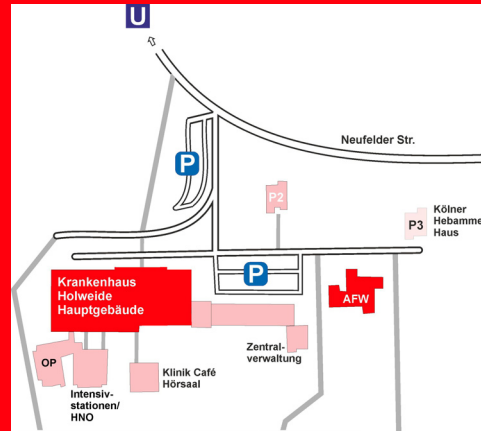 U
Neufelder Str.
P
P2
P3
Kölner
Hebamme
Haus
P
Krankenhaus
Holweide
Hauptgebäude
AFW
OP
Intensiv-
stationen/
HNO
Klinik Café
Hörsaal
Zentral-
verwaltung